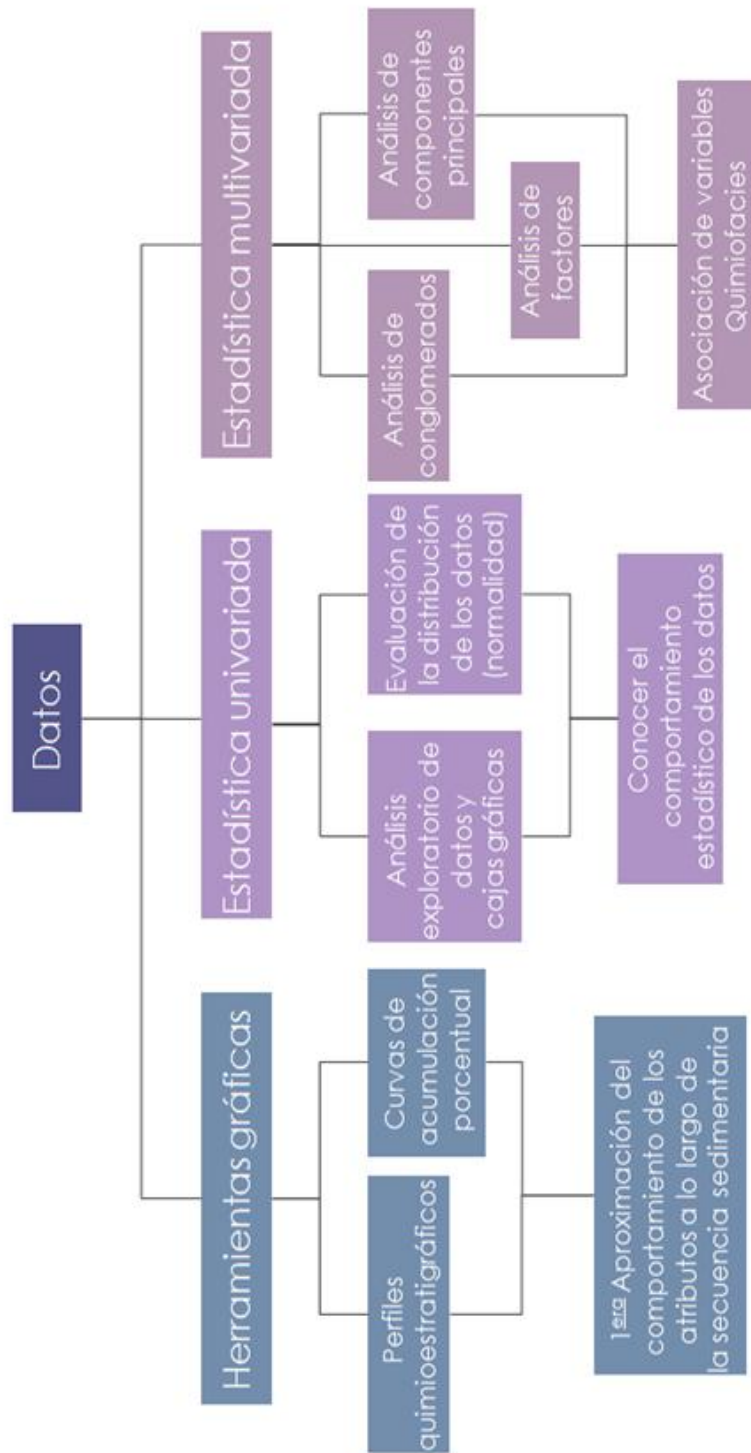 Datos
Herramientas gráficas
Estadística univariada
Estadística multivariada
Perfiles
quimioestratigráficos
Curvas de
acumulación
porcentual
Análisis
exploratorio de
datos y
cajas gráficas
Evaluación de
la distribución
de los datos
(normalidad)
Análisis de
conglomerados
Análisis de
factores
Análisis de
componentes
principales
1era Aproximación del
comportamiento de los
atributos a lo largo de
la secuencia sedimentaria
Conocer el
comportamiento
estadístico de los datos
Asociación de variables
Quimiofacies